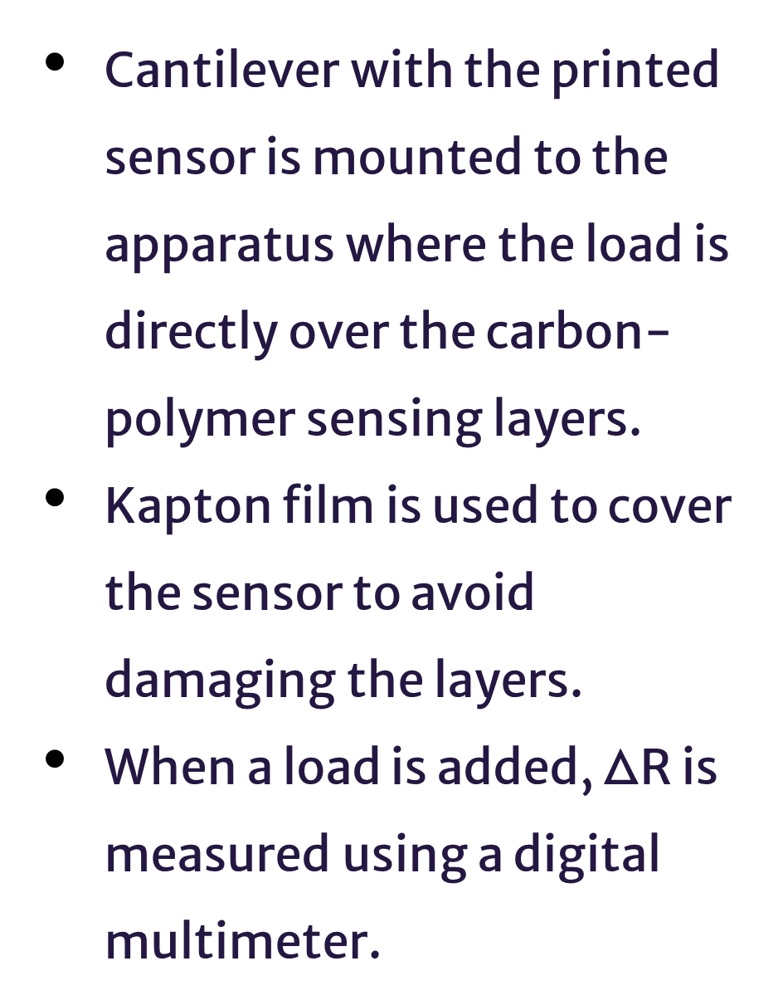 • Cantilever with the printed
sensor is mounted to the
apparatus where the load is
directly over the carbon-
polymer sensing layers.
• Kapton film is used to cover
the sensor to avoid
damaging the layers.
• When a load is added, ΔR is
measured using a digital
multimeter.